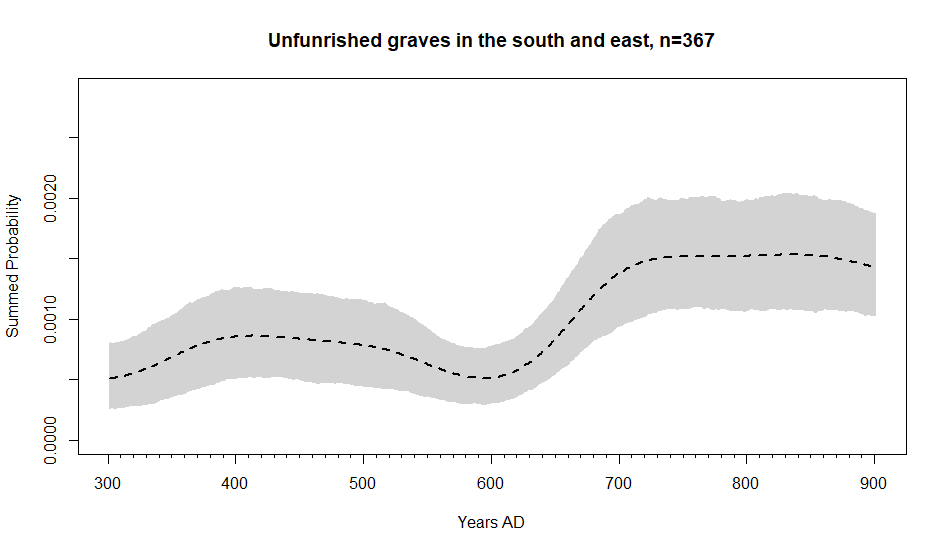 Unfunrished graves in the south and east, n=367
Summed Probability
0.0020
0.0010
0.0000
300 400 500 600 700 800 900
Years AD